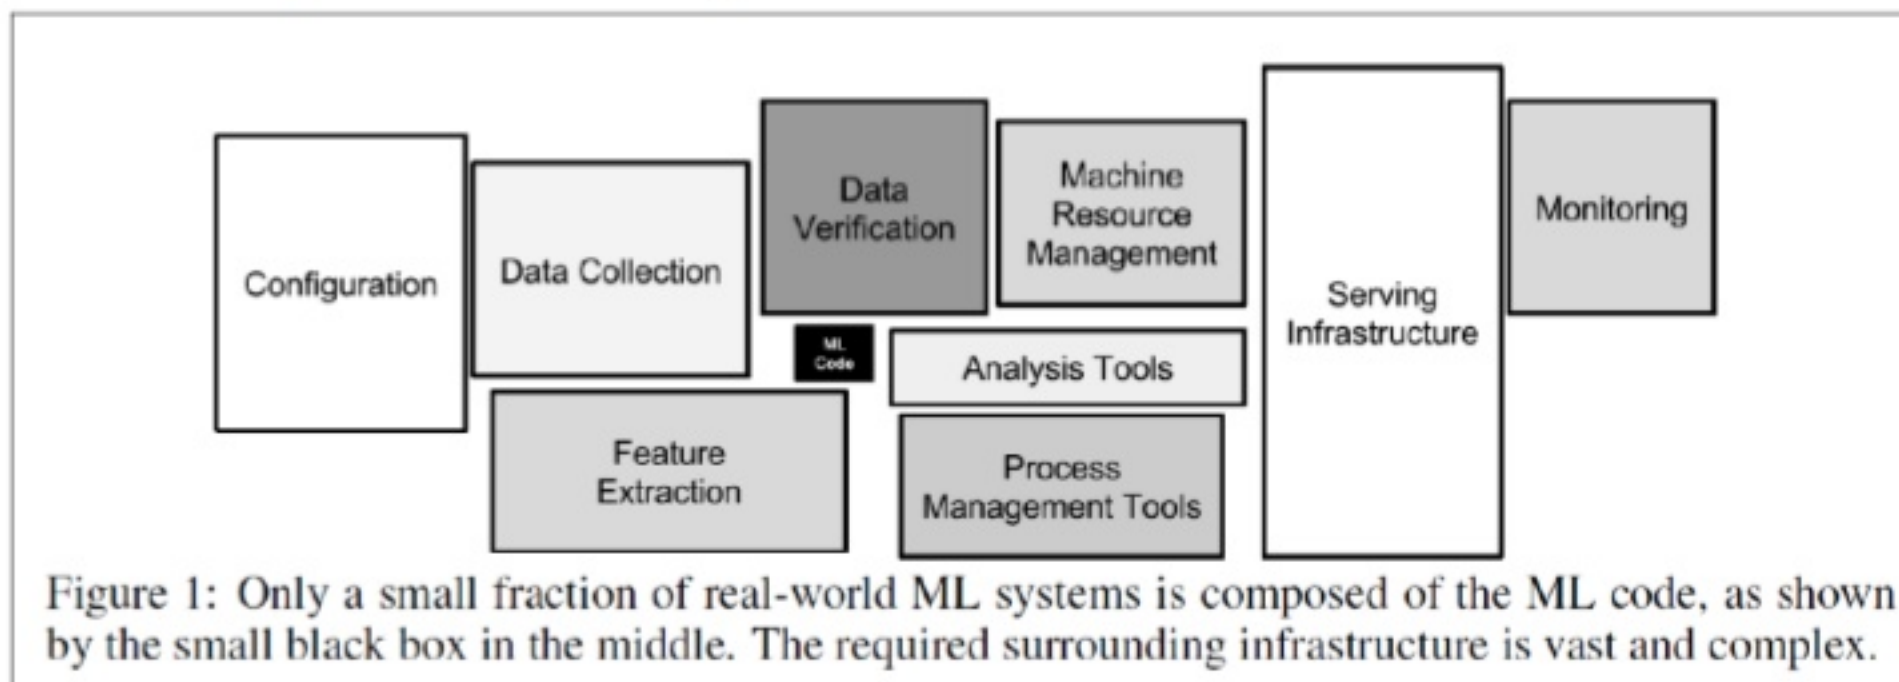 Configuration
Data Collection
Data
Verification
Machine
Resource
Management
Serving
Infrastructure
Monitoring
ML
Code
Analysis Tools
Feature
Extraction
Process
Management Tools
Figure 1: Only a small fraction of real-world ML systems is composed of the ML code, as shown
by the small black box in the middle. The required surrounding infrastructure is vast and complex.